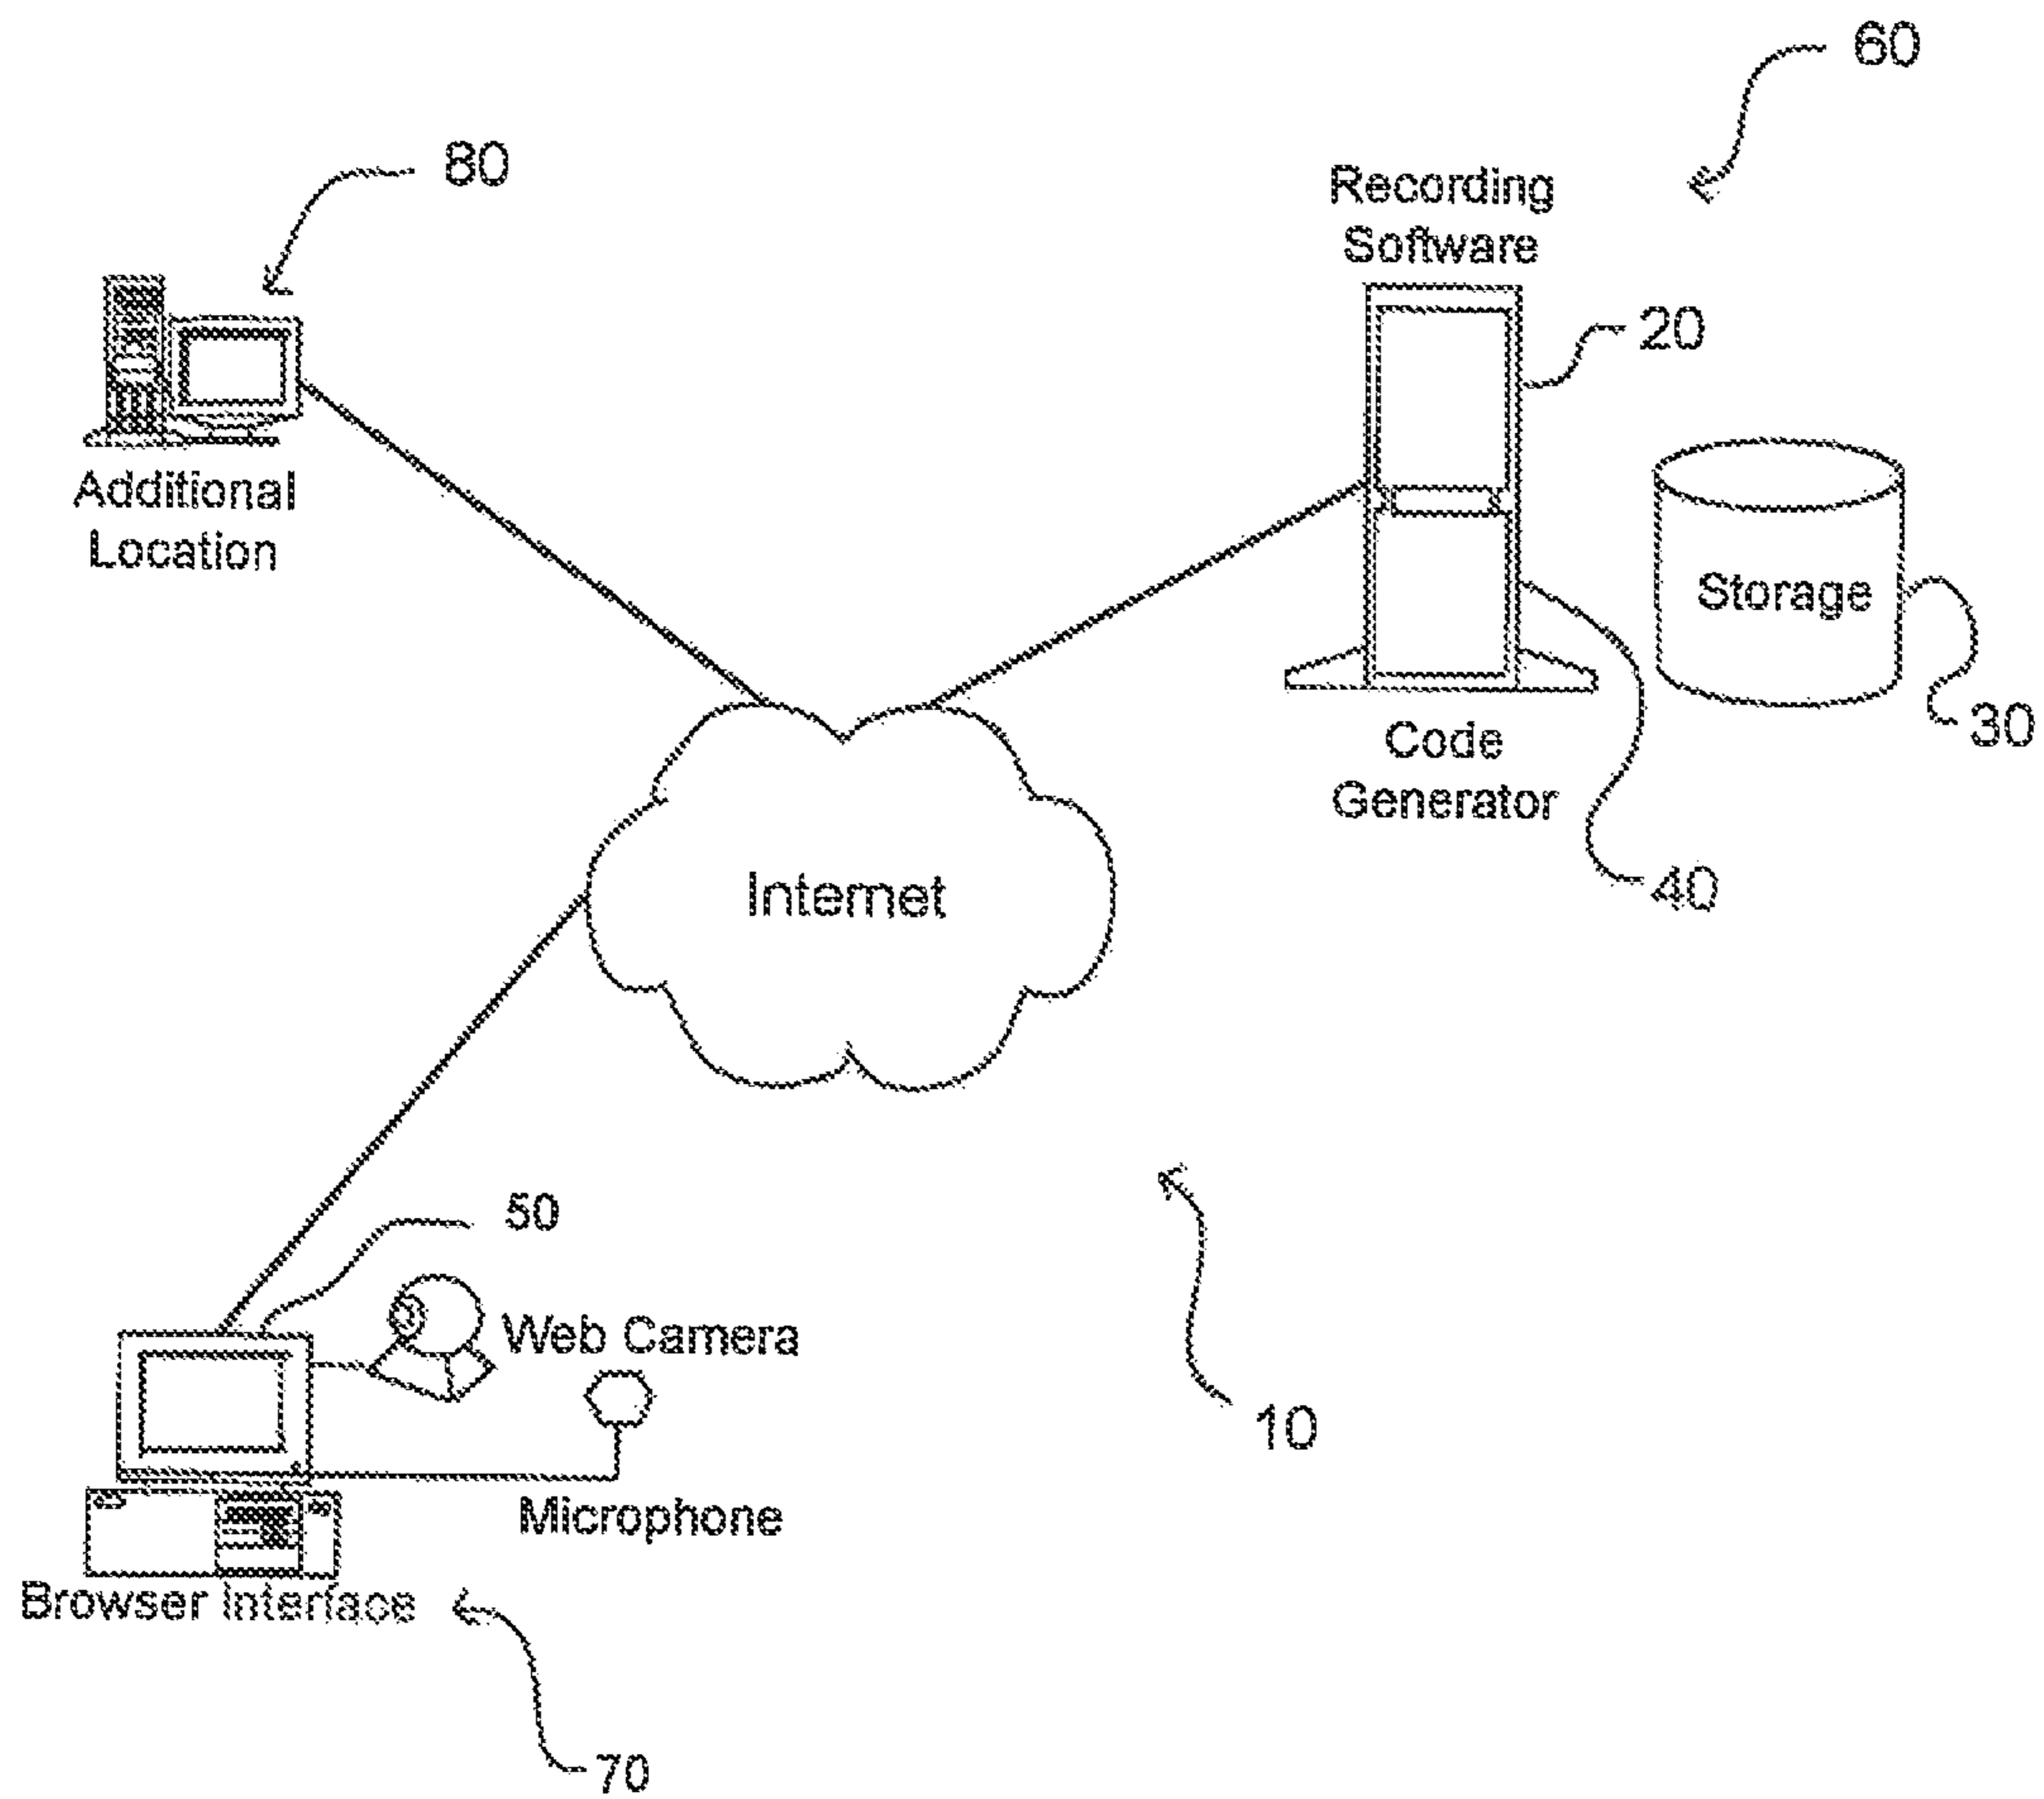 60
80
Recording
Software
20
Additional
Location
Storage
30
Code
Generator
40
Internet
50
Web Camera
10
Microphone
Browser Interface
70